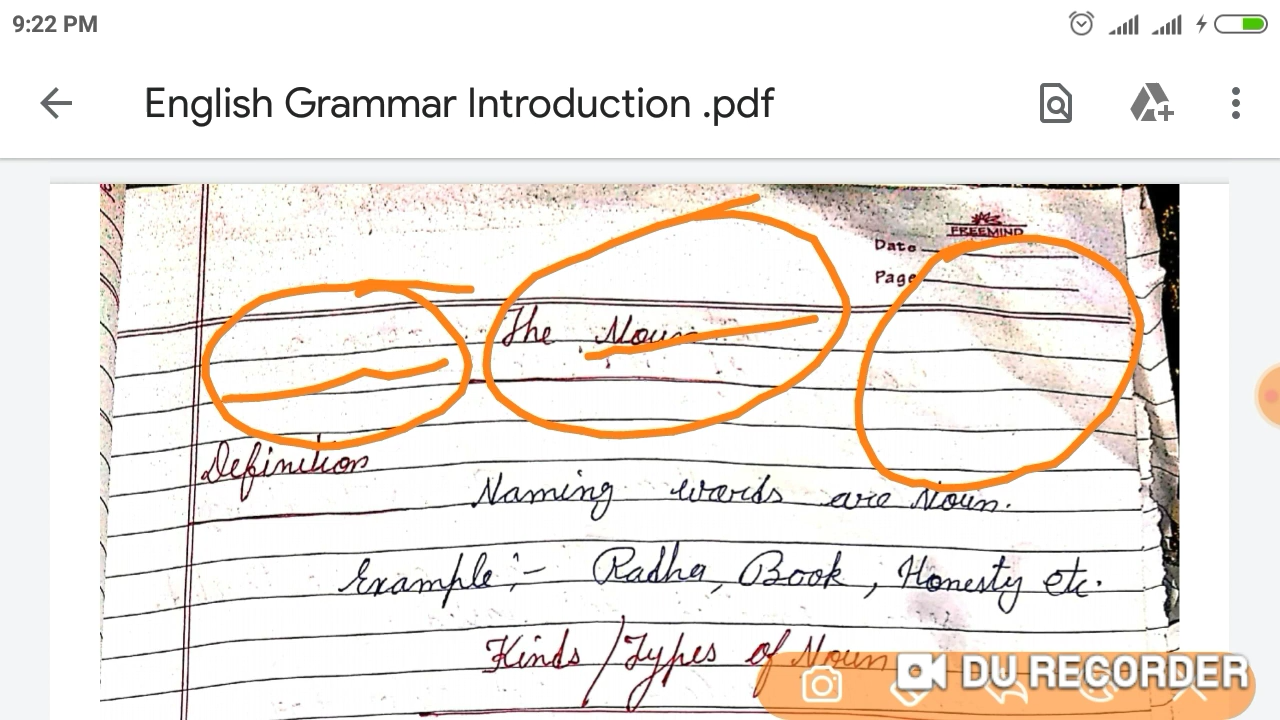 9:22 PM
English Grammar Introduction .pdf
FREEMIND
Date
Page
The Noun
Definition
Naming words are Noun.
Example:- Radha, Book, Honesty etc.
Kinds/Types of Noun
DU RECORDER